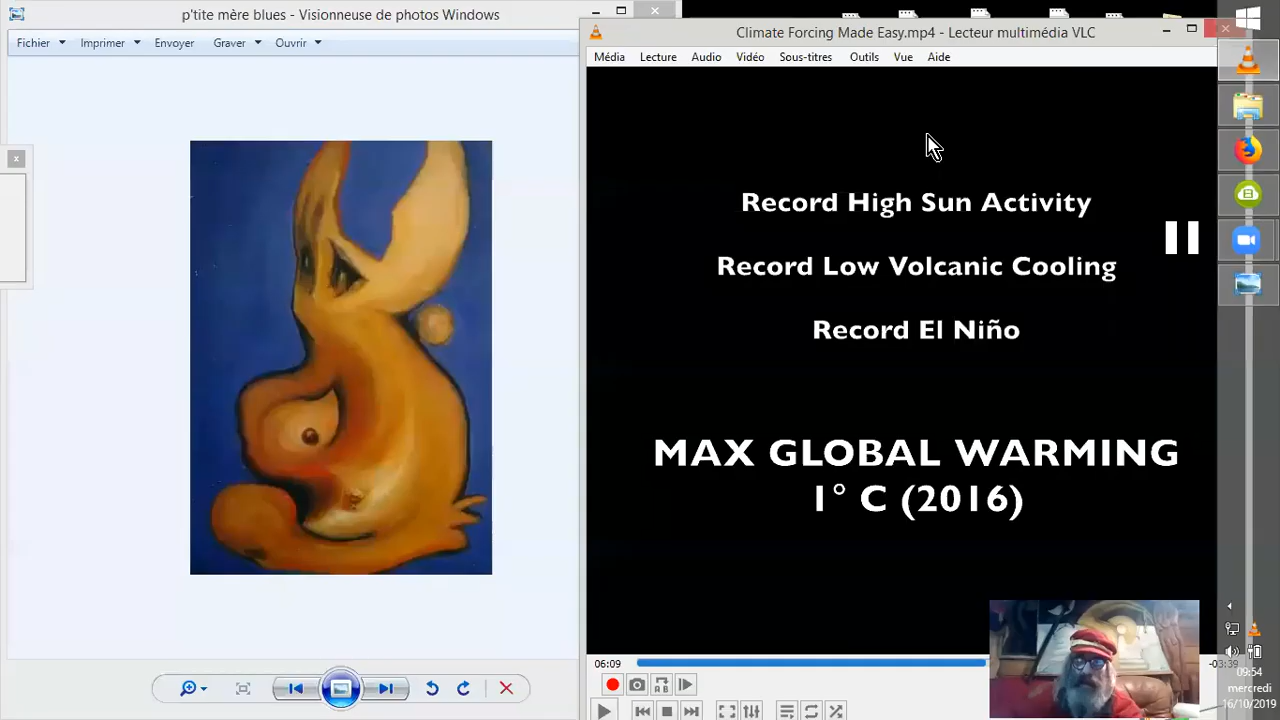 p'tite mère blues - Visionneuse de photos Windows
Fichier Imprimer Envoyer Graver Ouvrir
Climate Forcing Made Easy.mp4 - Lecteur multimédia VLC
Média Lecture Audio Vidéo Sous-titres Outils Vue Aide
Record High Sun Activity
Record Low Volcanic Cooling
Record El Niño
MAX GLOBAL WARMING
1° C (2016)
06:09
-03:39
09:54
mercredi
16/10/2019